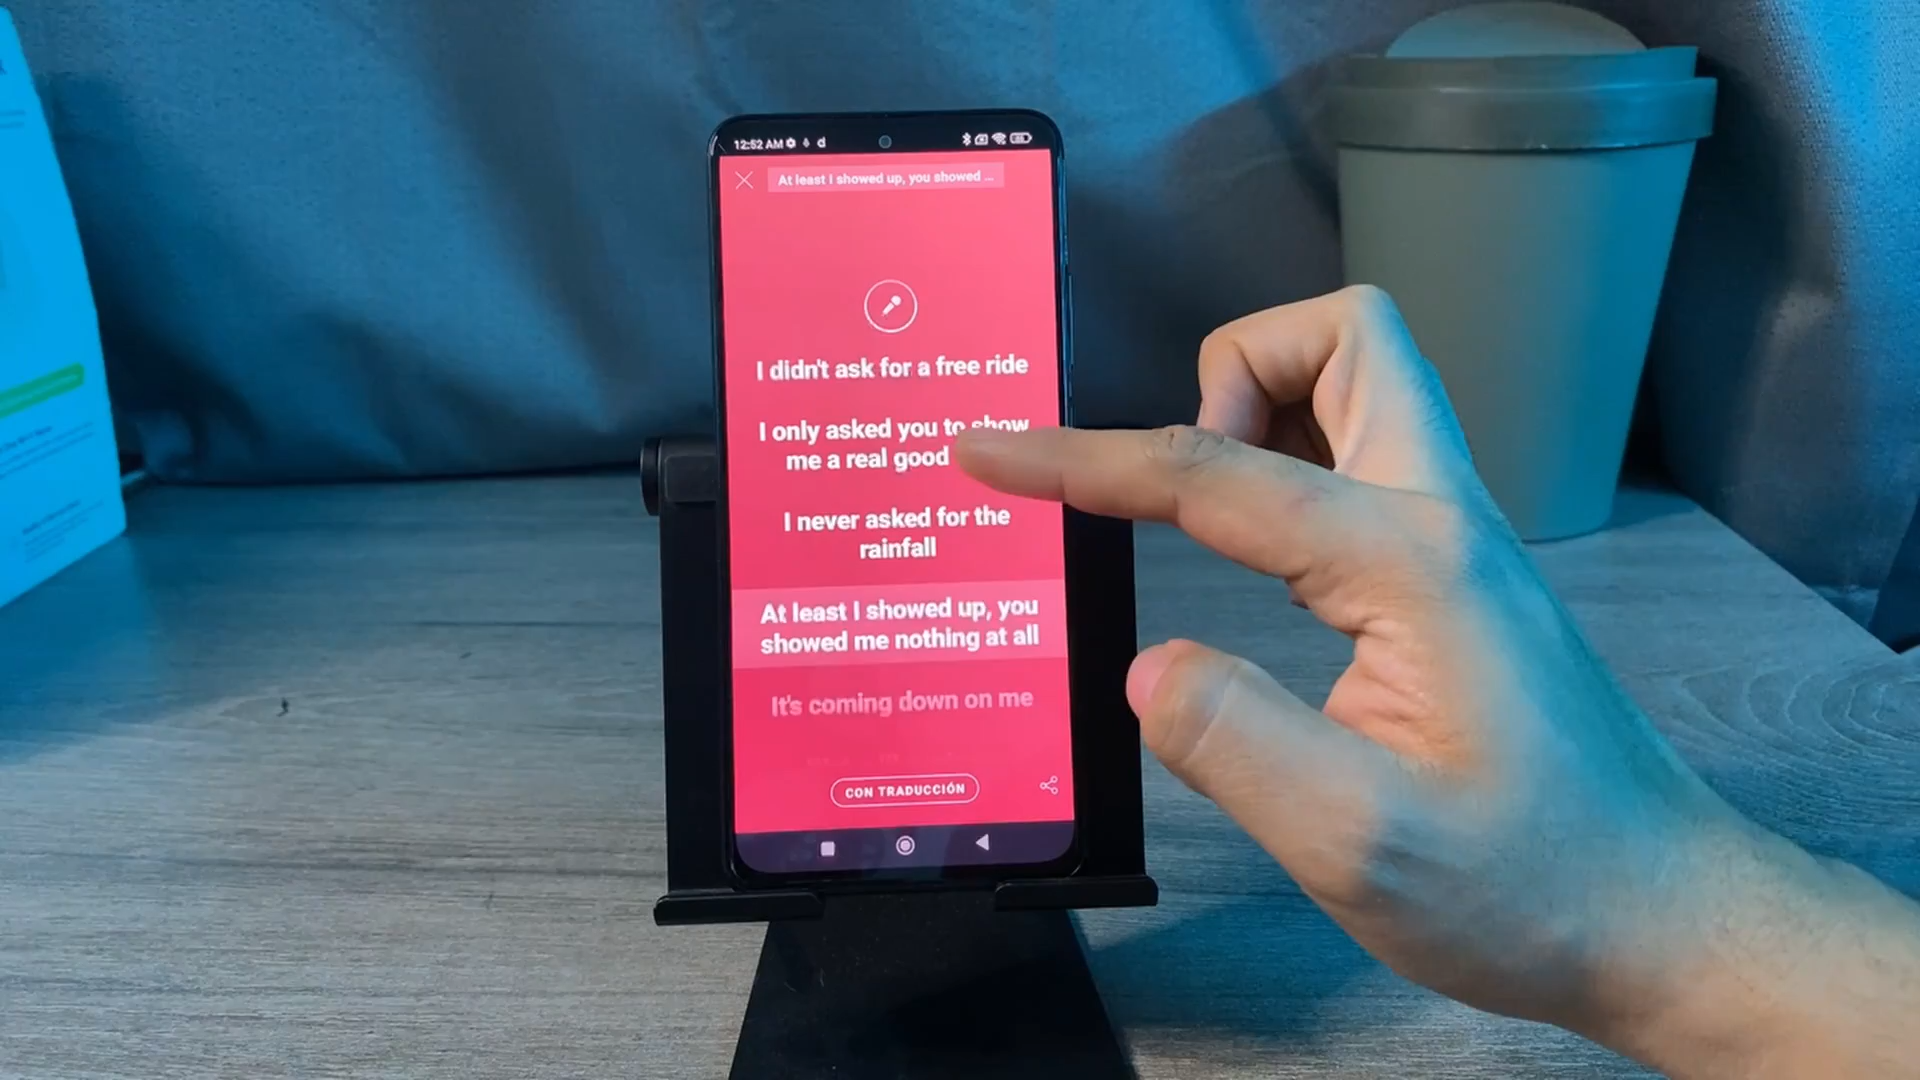 12:52 AM
At least I showed up, you showed ...
I didn't ask for a free ride
I only asked you to show
me a real good
I never asked for the
rainfall
At least I showed up, you
showed me nothing at all
It's coming down on me
CON TRADUCCIÓN